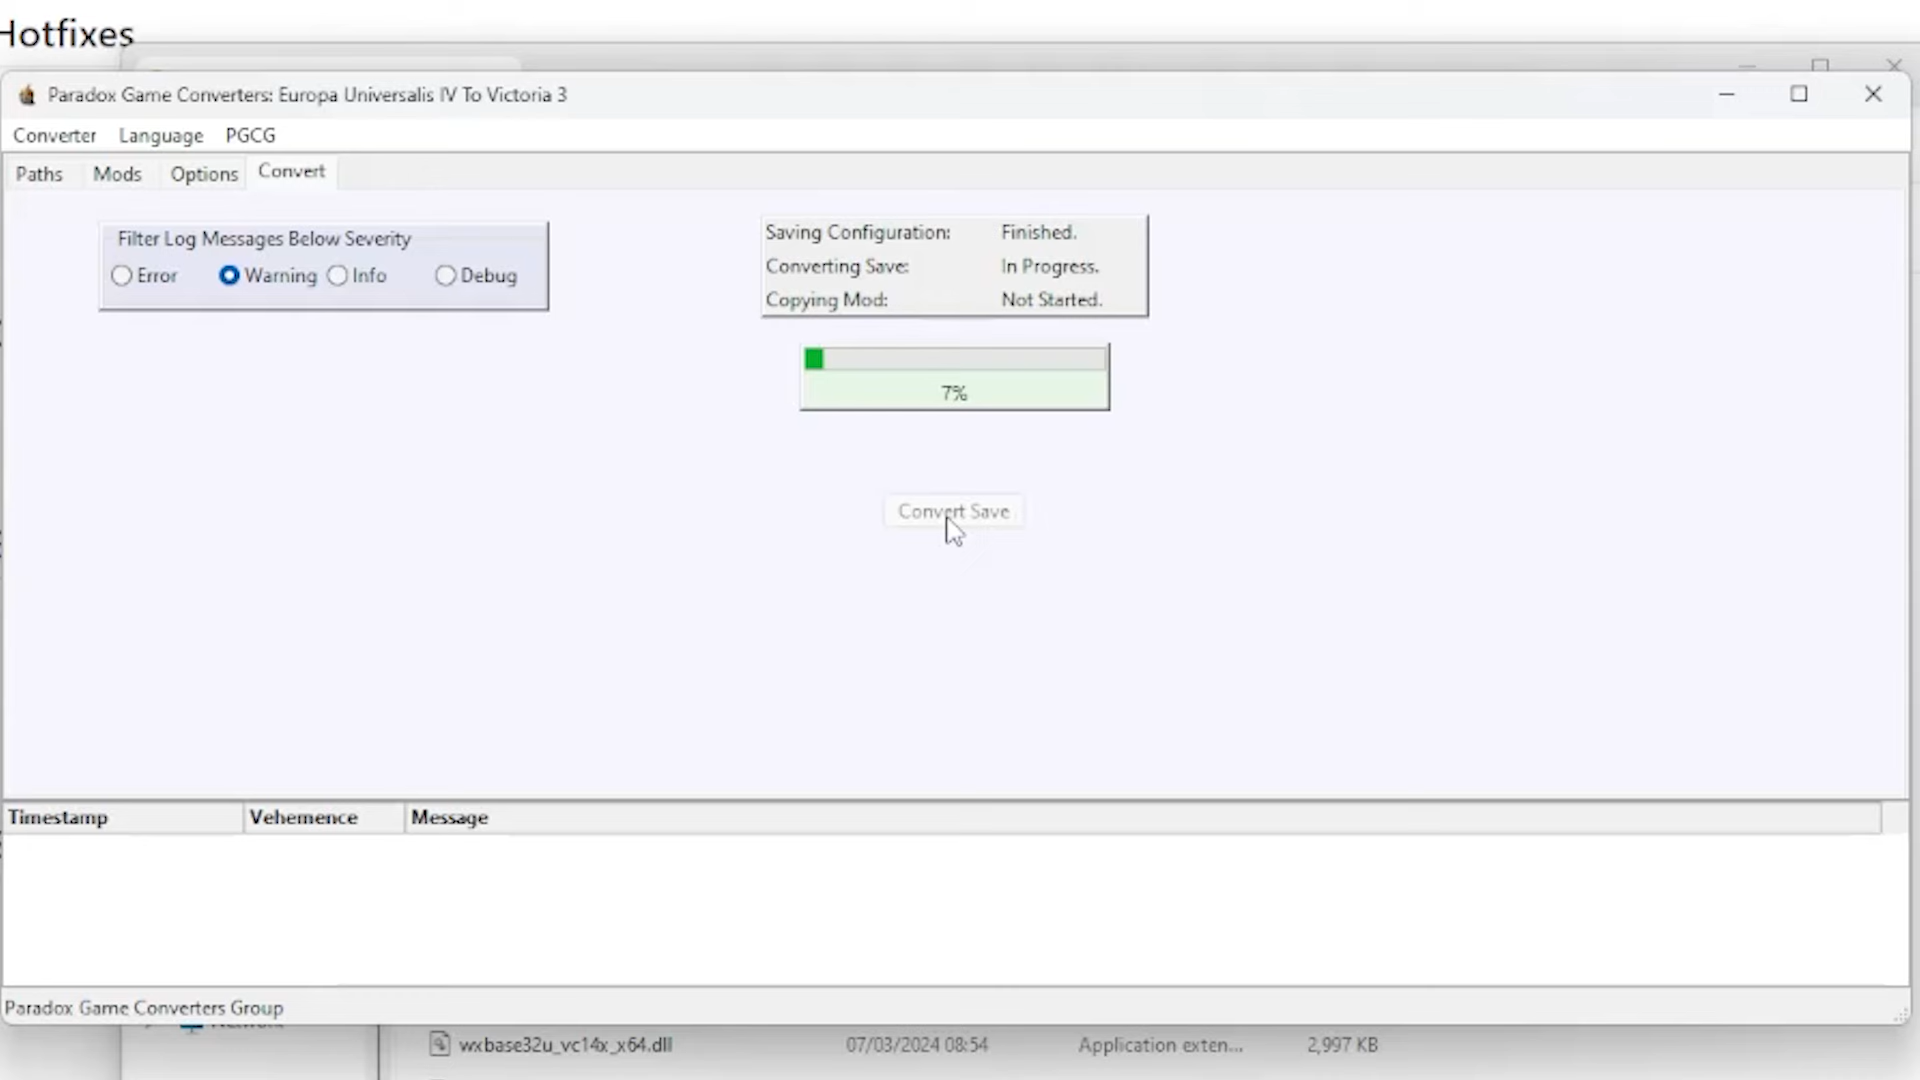 Hotfixes
Paradox Game Converters: Europa Universalis IV To Victoria 3
Converter Language PGCG
Paths Mods Options Convert
Filter Log Messages Below Severity
Error Warning Info Debug
Saving Configuration: Finished.
Converting Save: In Progress.
Copying Mod: Not Started.
7%
Convert Save
Timestamp Vehemence Message
Paradox Game Converters Group
wxbase32u_vc14x_x64.dll 07/03/2024 08:54 Application exten... 2,997 KB